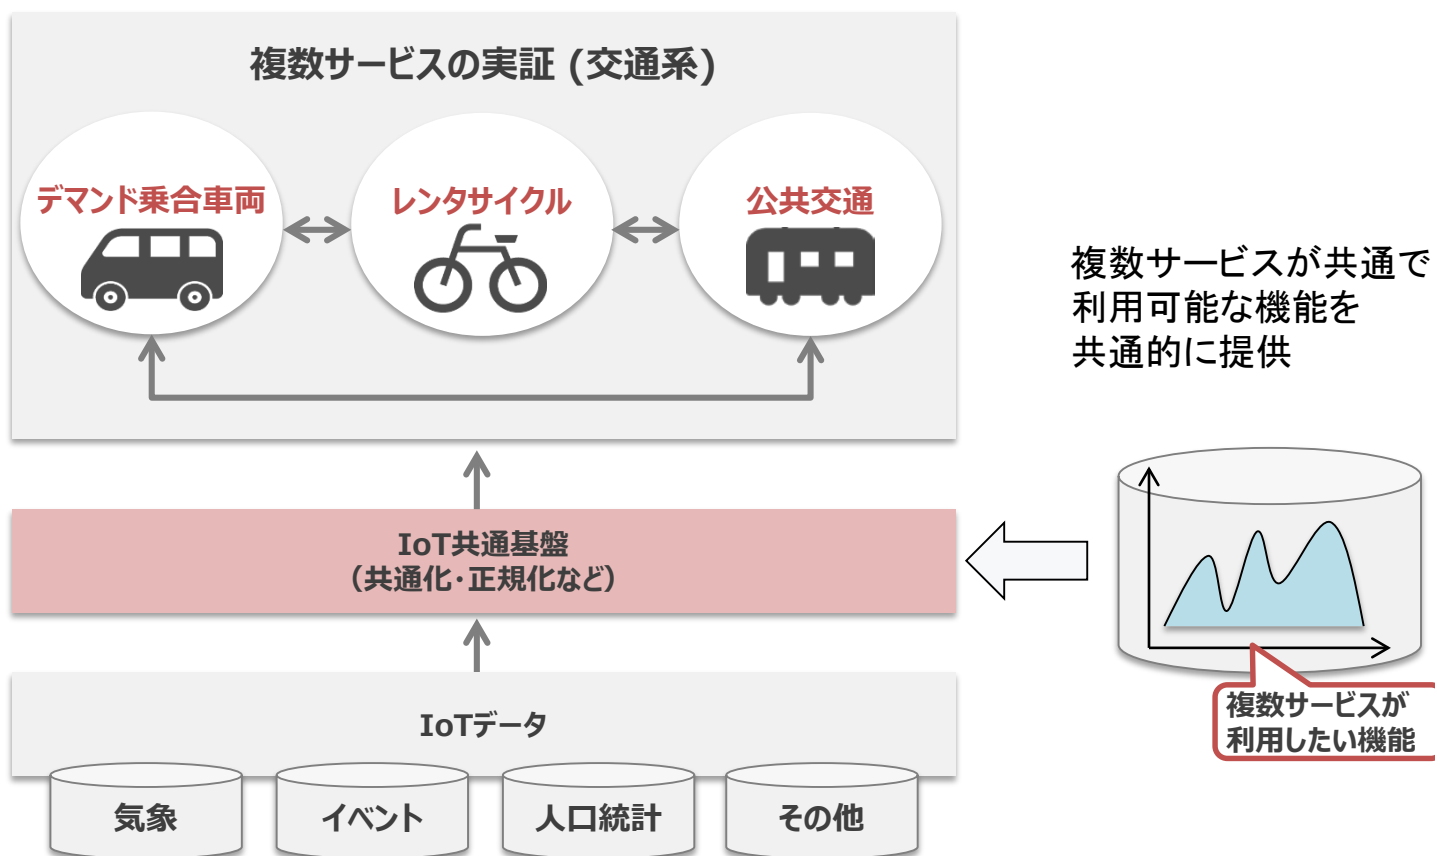 複数サービスの実証 (交通系)
デマンド乗合車両
レンタサイクル
公共交通
複数サービスが共通で
利用可能な機能を
共通的に提供
IoT共通基盤
（共通化・正規化など）
複数サービスが
利用したい機能
IoTデータ
気象
イベント
人口統計
その他